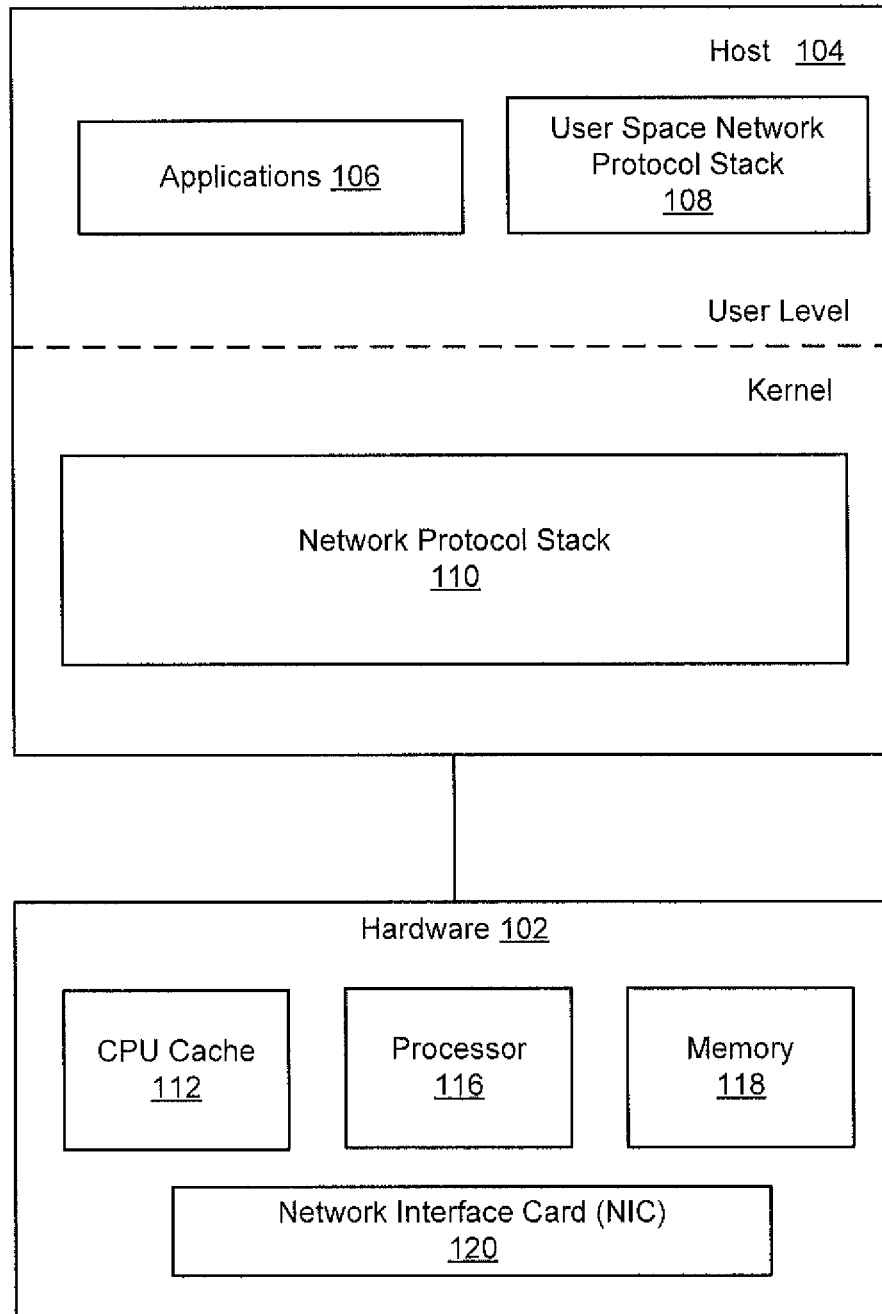 Host 104
Applications 106
User Space Network
Protocol Stack
108
User Level
Kernel
Network Protocol Stack
110
Hardware 102
CPU Cache
112
Processor
116
Memory
118
Network Interface Card (NIC)
120